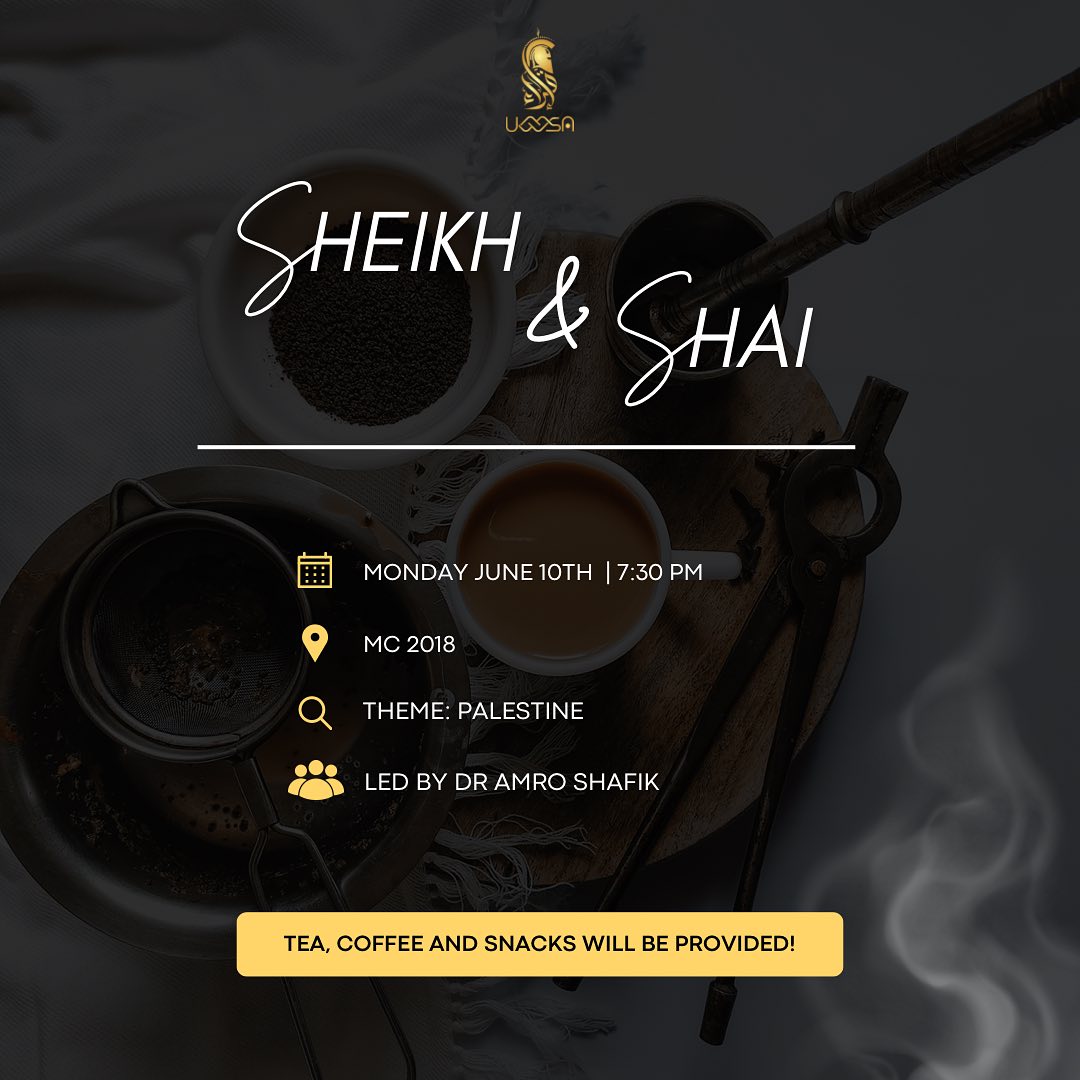 SHEIKH
& SHAI
MONDAY JUNE 10TH | 7:30 PM
MC 2018
THEME: PALESTINE
LED BY DR AMRO SHAFIK
TEA, COFFEE AND SNACKS WILL BE PROVIDED!